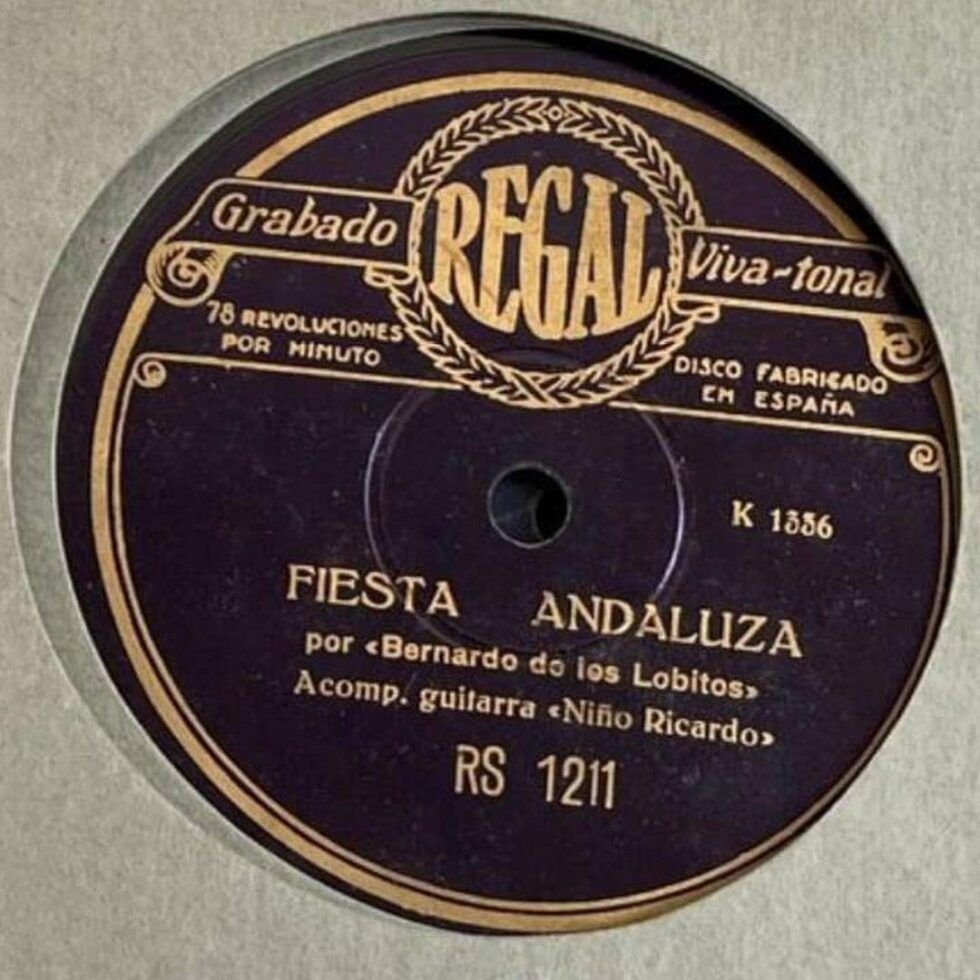 REGAL
Grabado
Viva-tonal
78 REVOLUCIONES
POR MINUTO
DISCO FABRICADO
EN ESPAÑA
K 1336
FIESTA ANDALUZA
por «Bernardo de los Lobitos»
Acomp. guitarra «Niño Ricardo»
RS 1211